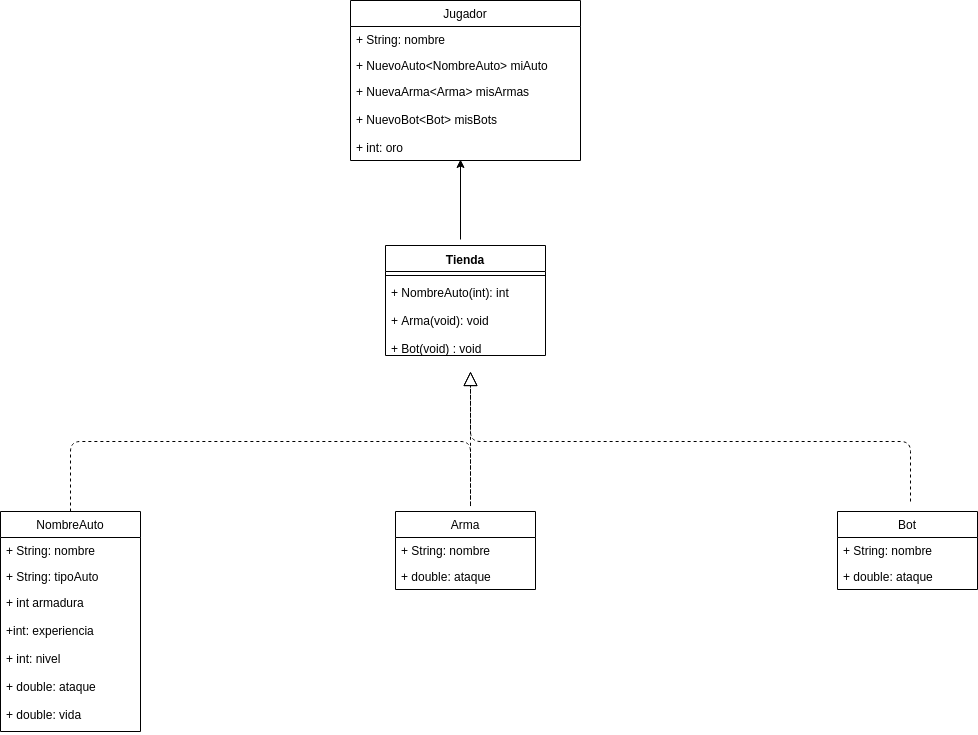 Jugador
+ String: nombre
+ NuevoAuto<NombreAuto> miAuto
+ NuevaArma<Arma> misArmas
+ NuevoBot<Bot> misBots
+ int: oro
Tienda
+ NombreAuto(int): int
+ Arma(void): void
+ Bot(void) : void
NombreAuto
+ String: nombre
+ String: tipoAuto
+ int armadura
+int: experiencia
+ int: nivel
+ double: ataque
+ double: vida
Arma
+ String: nombre
+ double: ataque
Bot
+ String: nombre
+ double: ataque